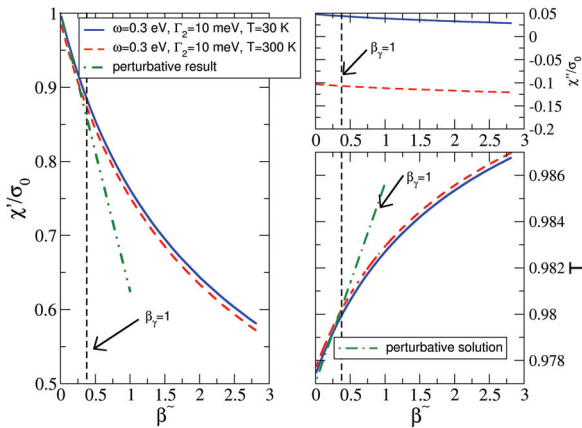 1
0.9
0.8
0.7
0.6
0.5
χ'/σ₀
ω=0.3 eV, Γ₂=10 meV, T=30 K
ω=0.3 eV, Γ₂=10 meV, T=300 K
perturbative result
βγ=1
0 0.5 1 1.5 2 2.5 3
β̃
βγ=1
0.05
0
-0.05
-0.1
-0.15
-0.2
χ''/σ₀
0 0.5 1 1.5 2 2.5 3
βγ=1
perturbative solution
0.986
0.984
0.982
0.98
0.978
T
0 0.5 1 1.5 2 2.5 3
β̃